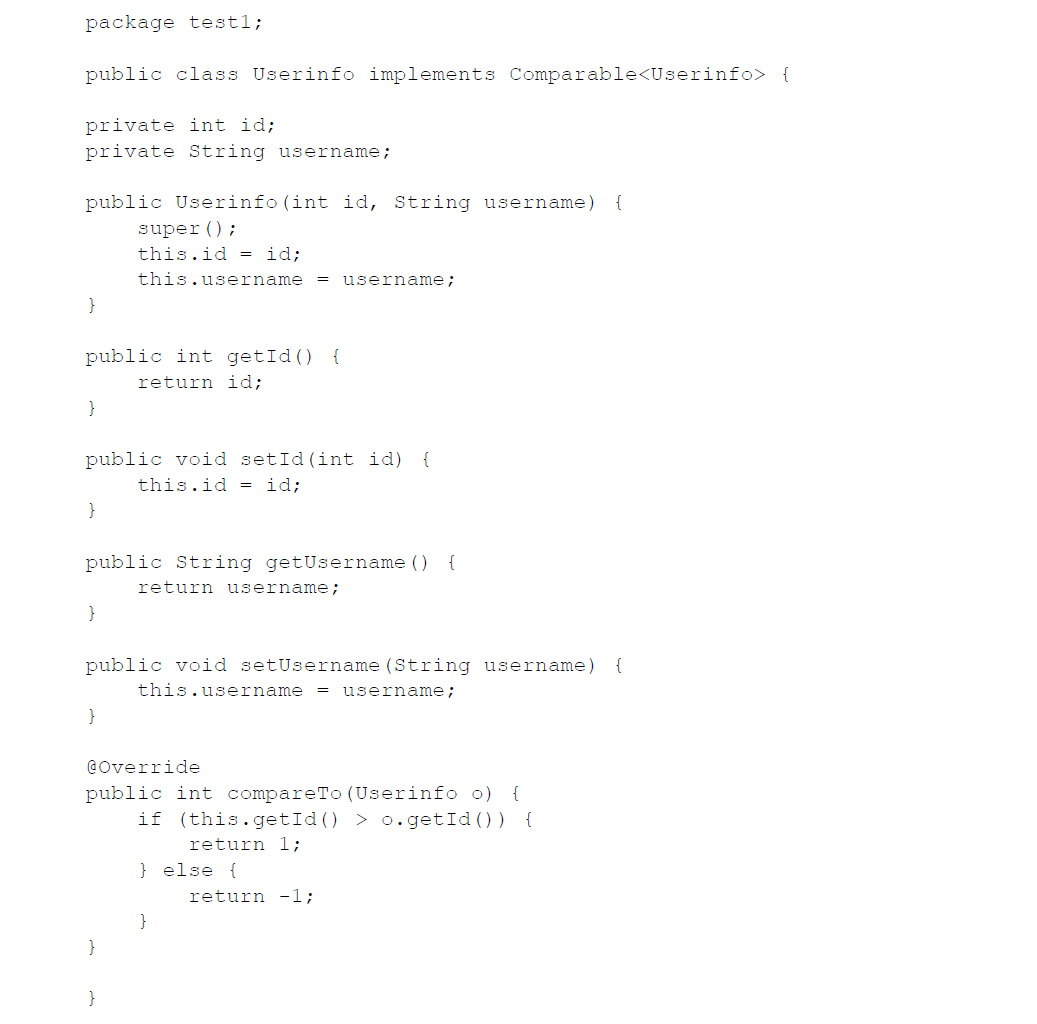 package test1;
public class Userinfo implements Comparable<Userinfo> {
private int id;
private String username;
public Userinfo(int id, String username) {
super();
this.id = id;
this.username = username;
}
public int getId() {
return id;
}
public void setId(int id) {
this.id = id;
}
public String getUsername() {
return username;
}
public void setUsername(String username) {
this.username = username;
}
@Override
public int compareTo(Userinfo o) {
if (this.getId() > o.getId()) {
return 1;
} else {
return -1;
}
}
}